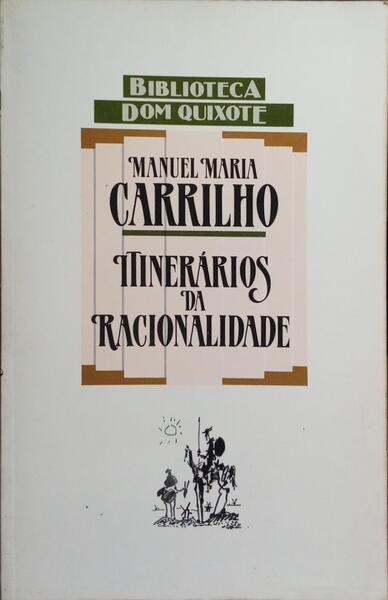 BIBLIOTECA
DOM QUIXOTE
MANUEL MARIA
CARRILHO
ITINERÁRIOS
DA
RACIONALIDADE